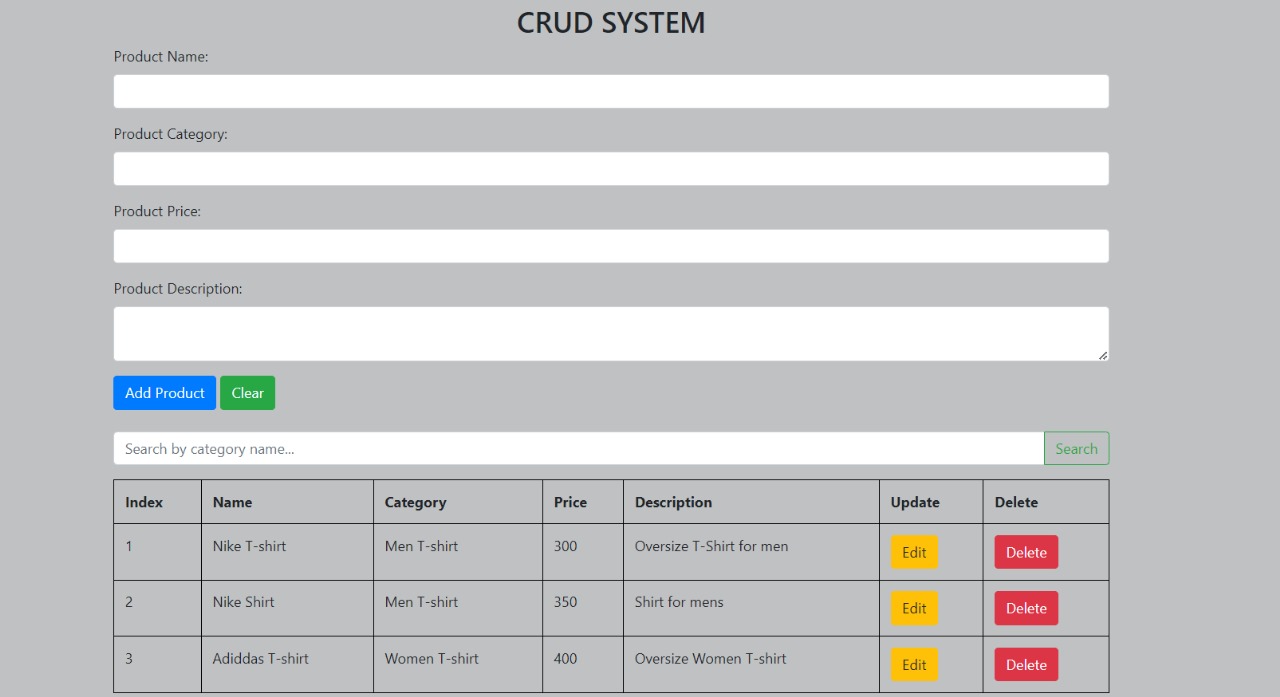 CRUD SYSTEM
Product Name:
Product Category:
Product Price:
Product Description:
Add Product Clear
Search by category name... Search
Index Name Category Price Description Update Delete
1 Nike T-shirt Men T-shirt 300 Oversize T-Shirt for men Edit Delete
2 Nike Shirt Men T-shirt 350 Shirt for mens Edit Delete
3 Adiddas T-shirt Women T-shirt 400 Oversize Women T-shirt Edit Delete